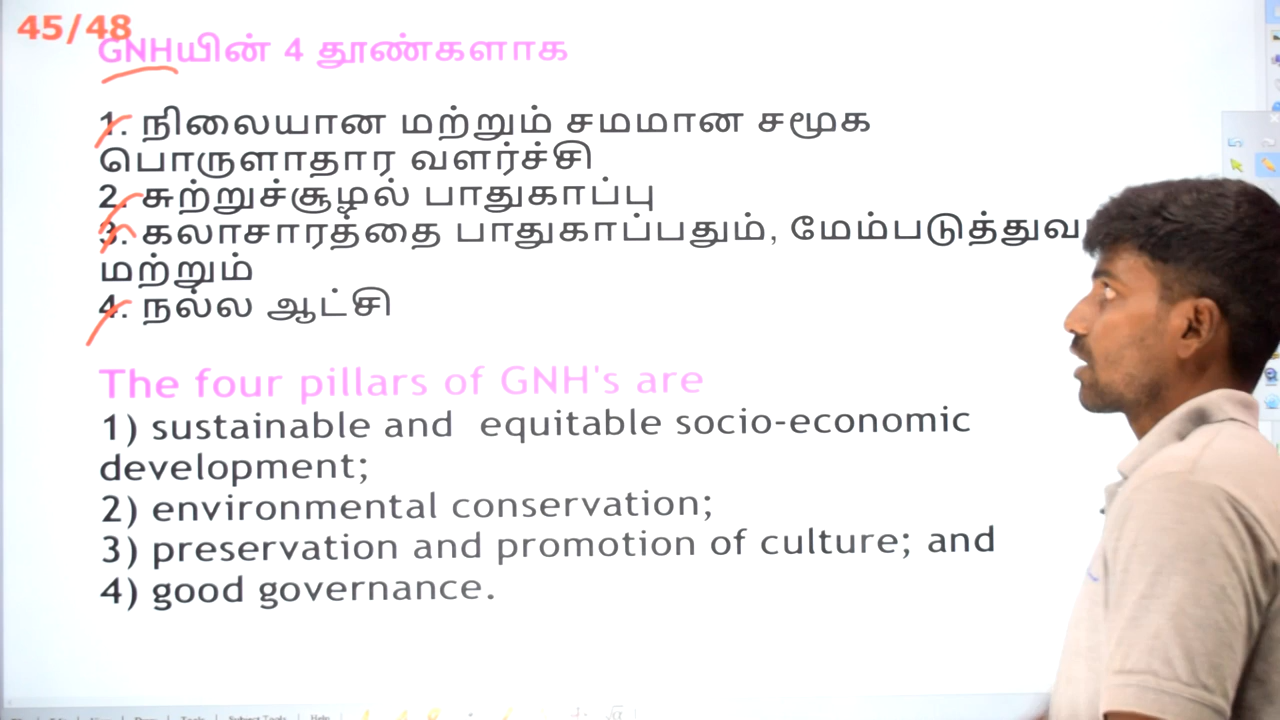 45/48
GNHயின் 4 தூண்களாக
1. நிலையான மற்றும் சமமான சமூக
பொருளாதார வளர்ச்சி
2. சுற்றுச்சூழல் பாதுகாப்பு
3. கலாசாரத்தை பாதுகாப்பதும்,
மற்றும்
4. நல்ல ஆட்சி
The four pillars of GNH's are
1) sustainable and equitable socio-economic
development;
2) environmental conservation;
3) preservation and promotion of culture; and
4) good governance.
Help